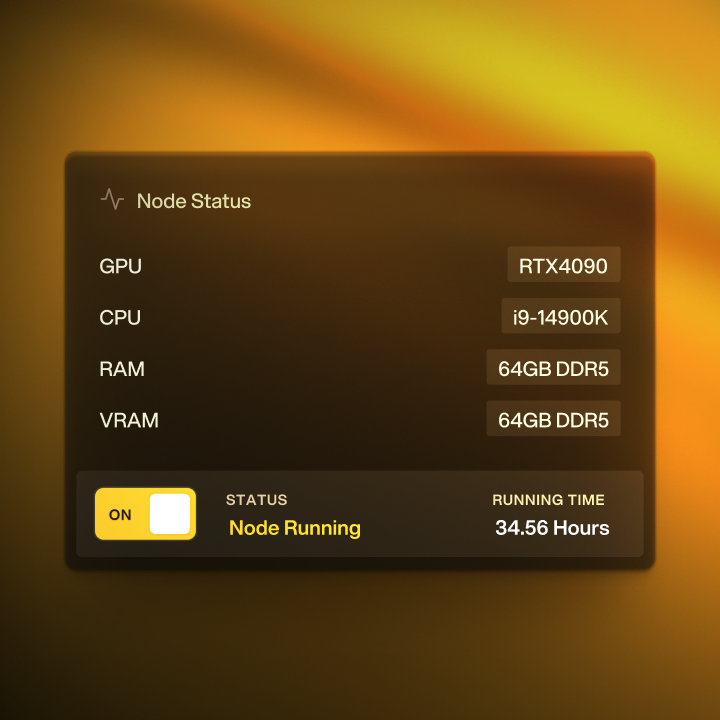 Node Status
GPU RTX4090
CPU i9-14900K
RAM 64GB DDR5
VRAM 64GB DDR5
ON
STATUS
Node Running
RUNNING TIME
34.56 Hours